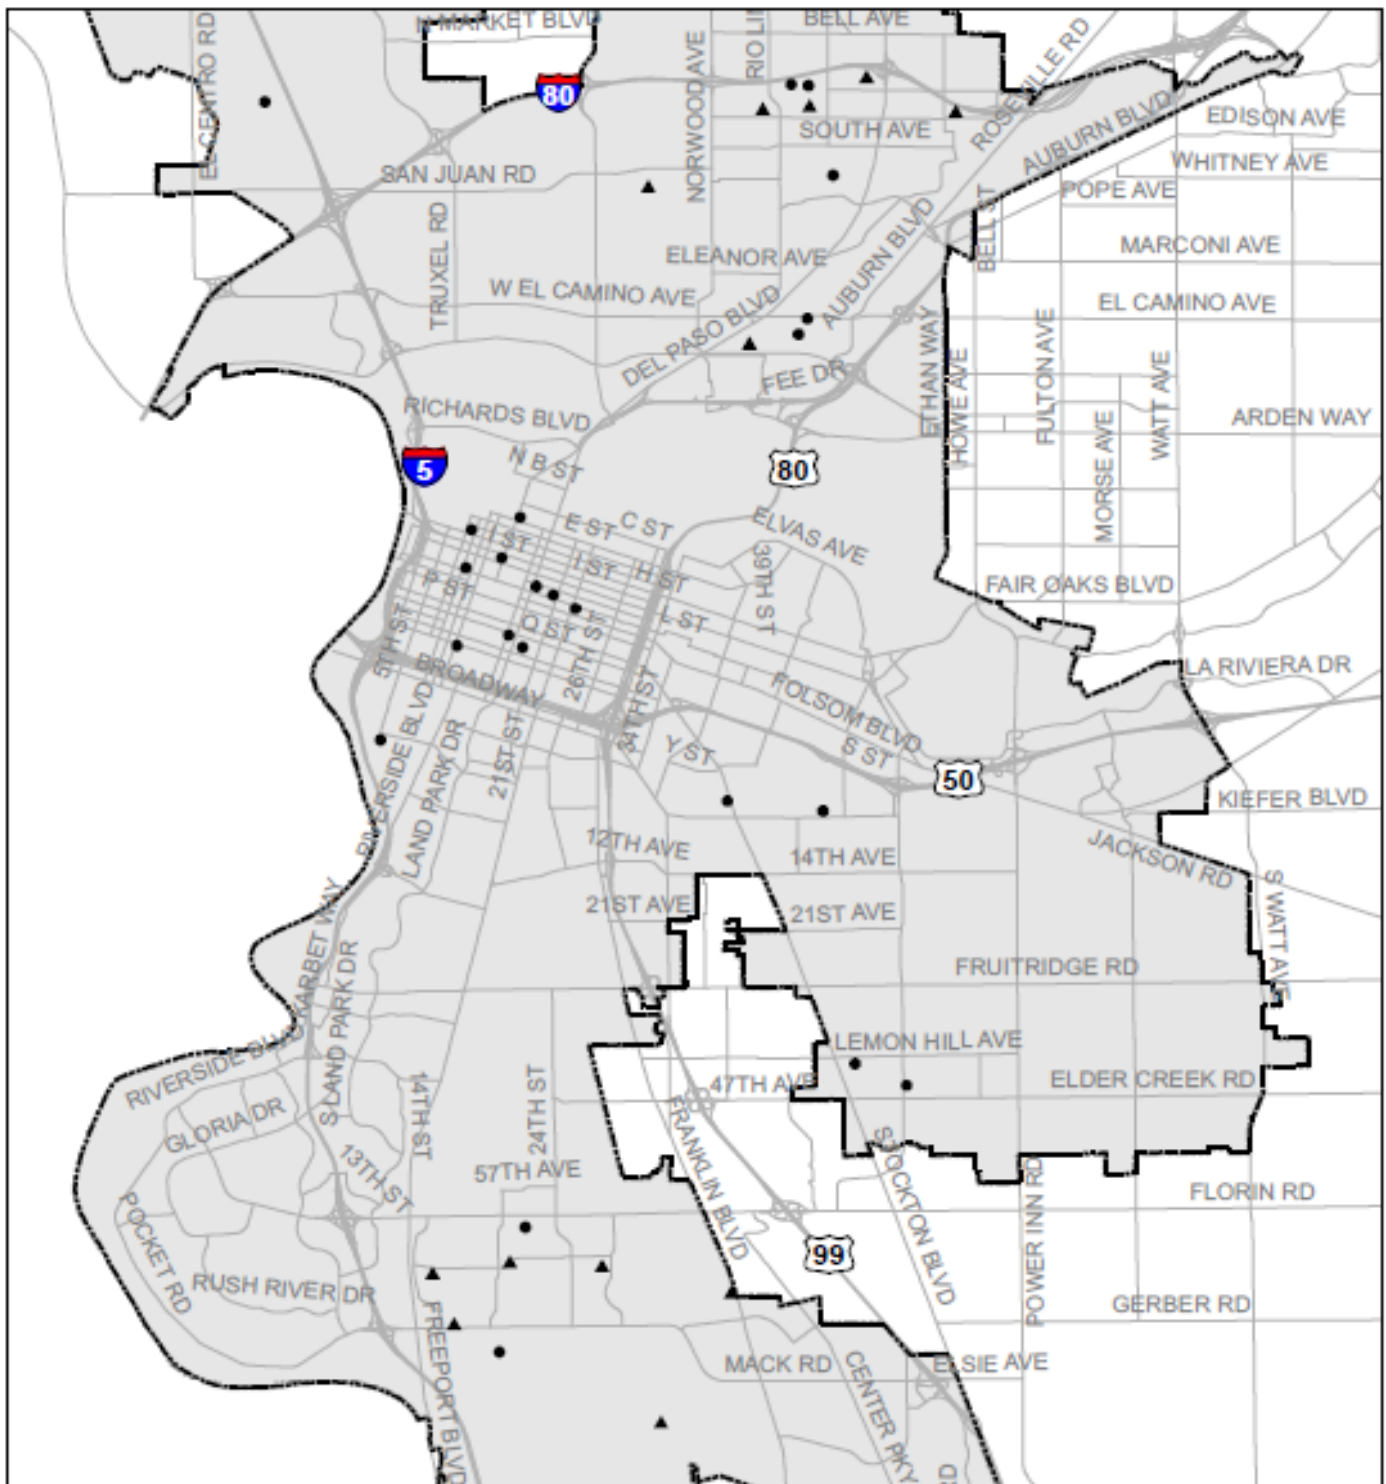 N MARKET BLVD
BELL AVE
EL CENTRO RD
NORWOOD AVE
RIO LI
ROSEVILLE RD
80
SOUTH AVE
AUBURN BLVD
EDISON AVE
WHITNEY AVE
SAN JUAN RD
POPE AVE
BELL ST
MARCONI AVE
TRUXEL RD
ELEANOR AVE
AUBURN BLVD
W EL CAMINO AVE
EL CAMINO AVE
DEL PASO BLVD
FEE DR
ETHAN WAY
HOWE AVE
FULTON AVE
WATT AVE
MORSE AVE
ARDEN WAY
RICHARDS BLVD
5
N B ST
80
E ST
C ST
ELVAS AVE
I ST
I ST
H ST
39TH ST
P ST
FAIR OAKS BLVD
Q ST
L ST
5TH ST
26TH ST
BROADWAY
34TH ST
LA RIVIERA DR
FOLSOM BLVD
RIVERSIDE BLVD
LAND PARK DR
21ST ST
Y ST
S ST
50
KIEFER BLVD
12TH AVE
14TH AVE
JACKSON RD
21ST AVE
21ST AVE
S WATT AVE
KARBET WAY
S LAND PARK DR
FRUITRIDGE RD
RIVERSIDE BLVD
LEMON HILL AVE
47TH AVE
ELDER CREEK RD
GLORIA DR
14TH ST
24TH ST
13TH ST
57TH AVE
FRANKLIN BLVD
STOCKTON BLVD
POWER INN RD
FLORIN RD
POCKET RD
99
RUSH RIVER DR
GERBER RD
FREEPORT BLVD
MACK RD
CENTER PKY
ELSIE AVE
RD